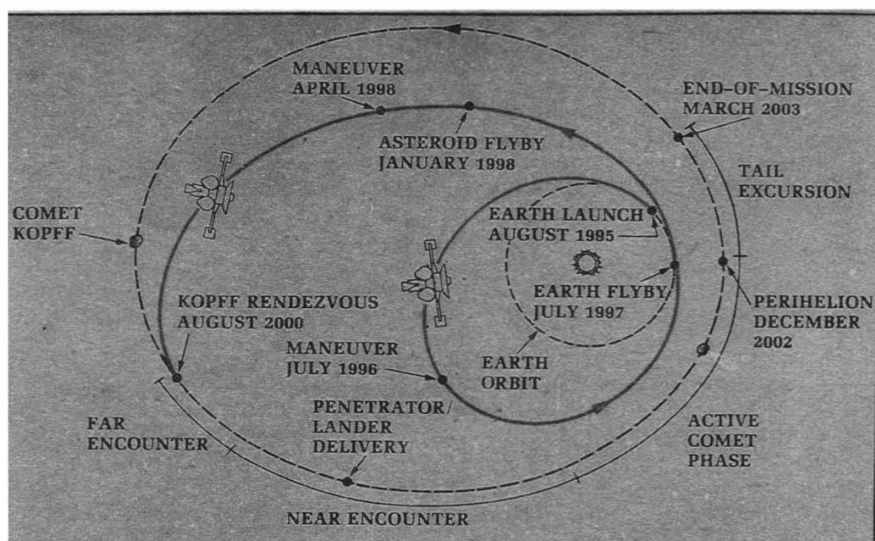 MANEUVER
APRIL 1998
ASTEROID FLYBY
JANUARY 1998
END-OF-MISSION
MARCH 2003
TAIL
EXCURSION
COMET
KOPFF
EARTH LAUNCH
AUGUST 1995
EARTH FLYBY
JULY 1997
PERIHELION
DECEMBER
2002
KOPFF RENDEZVOUS
AUGUST 2000
MANEUVER
JULY 1996
EARTH
ORBIT
PENETRATOR/
LANDER
DELIVERY
FAR
ENCOUNTER
ACTIVE
COMET
PHASE
NEAR ENCOUNTER